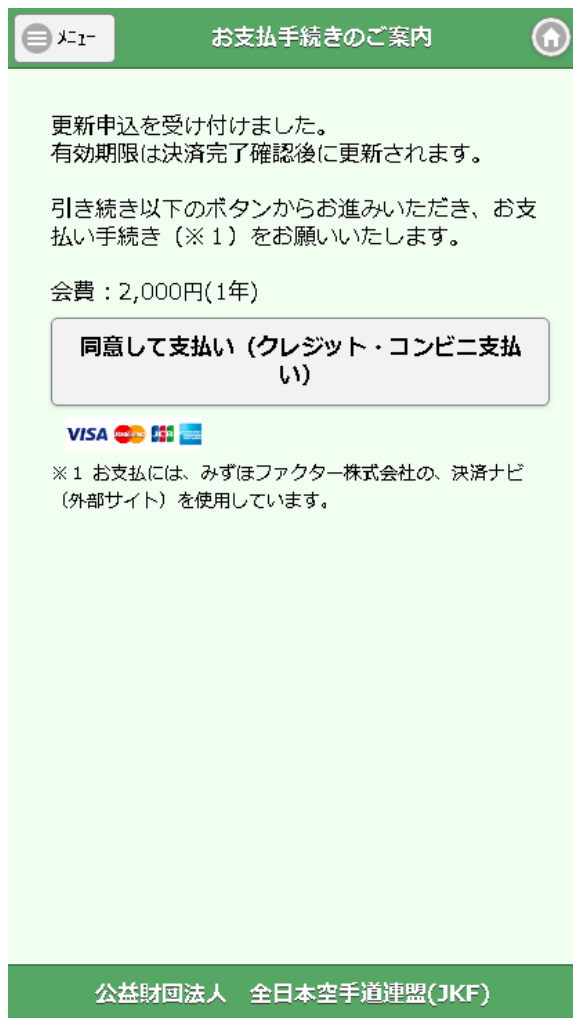 ﾒﾆｭｰ
お支払手続きのご案内
更新申込を受け付けました。
有効期限は決済完了確認後に更新されます。
引き続き以下のボタンからお進みいただき、お支
払い手続き（※１）をお願いいたします。
会費：2,000円(1年)
同意して支払い（クレジット・コンビニ支払
い）
VISA JCB
※１ お支払には、みずほファクター株式会社の、決済ナビ
（外部サイト）を使用しています。
公益財団法人　全日本空手道連盟(JKF)